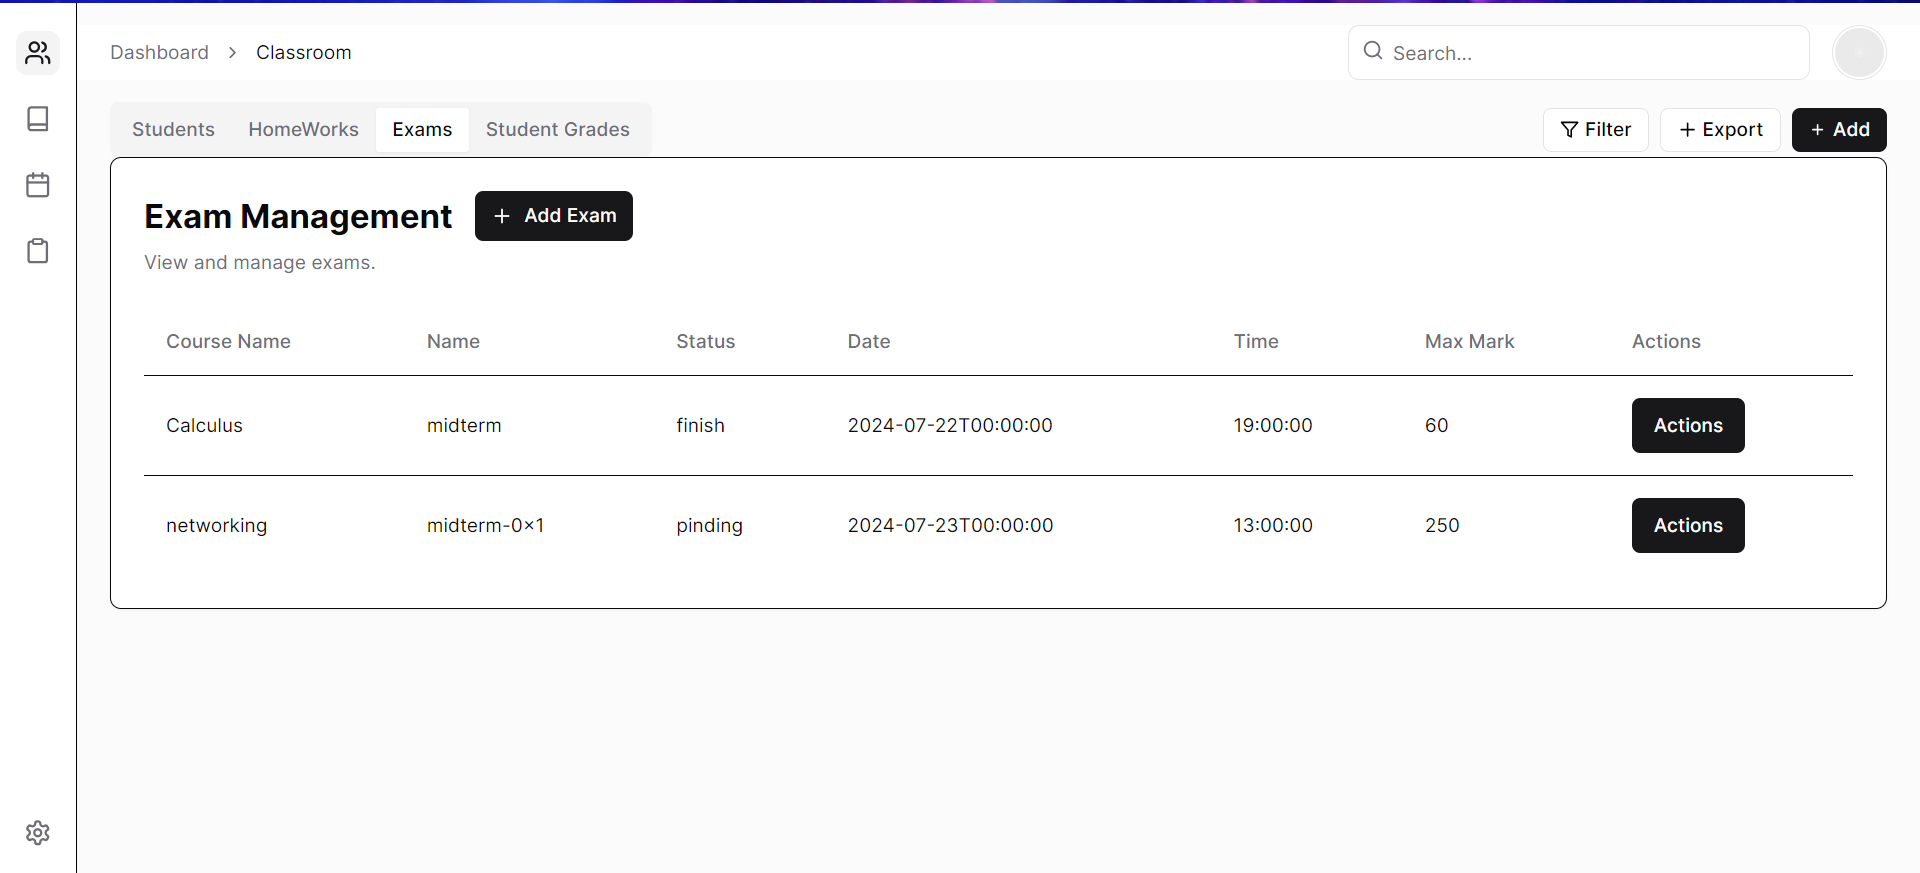 Dashboard > Classroom
Search...
Students HomeWorks Exams Student Grades
Filter + Export + Add
Exam Management + Add Exam
View and manage exams.
Course Name Name Status Date Time Max Mark Actions
Calculus midterm finish 2024-07-22T00:00:00 19:00:00 60 Actions
networking midterm-0×1 pinding 2024-07-23T00:00:00 13:00:00 250 Actions